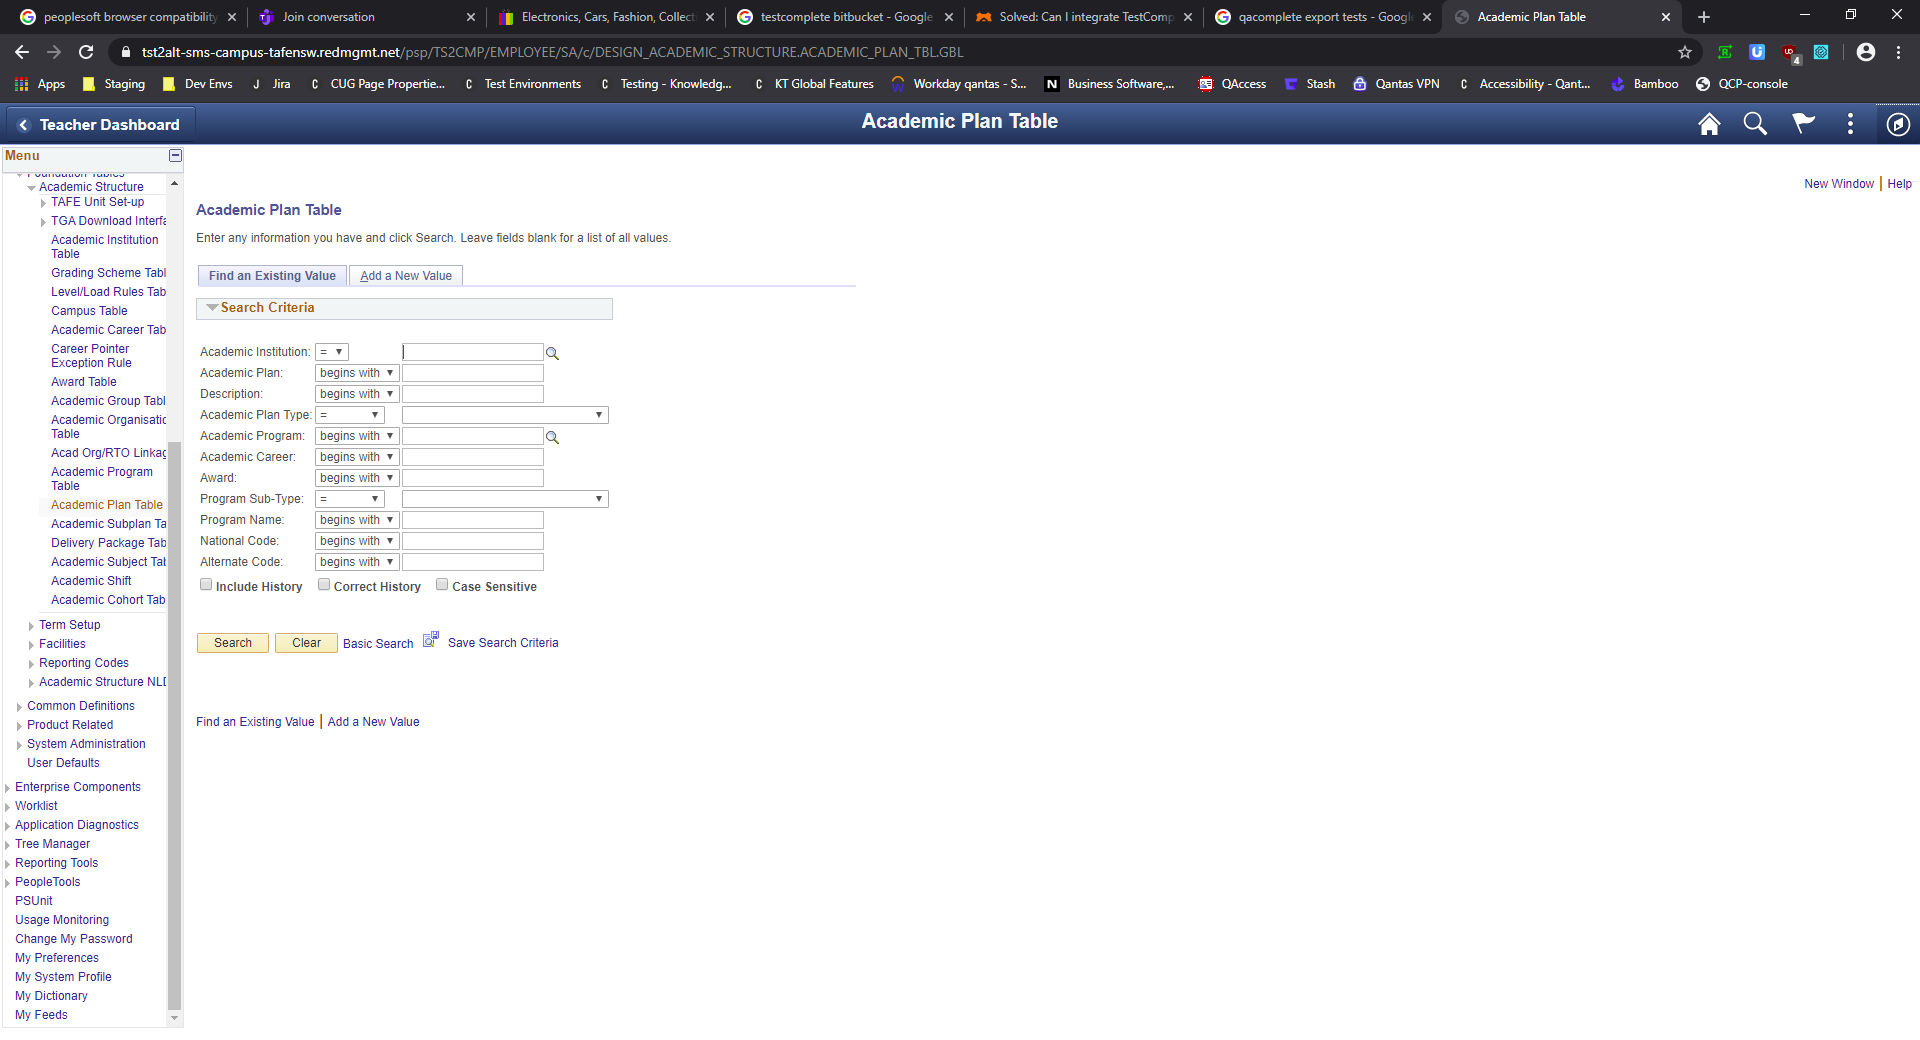 peoplesoft browser compatibility
Join conversation
Electronics, Cars, Fashion, Collecti
testcomplete bitbucket - Google
Solved: Can I integrate TestComp
qacomplete export tests - Google
Academic Plan Table
tst2alt-sms-campus-tafensw.redmgmt.net/psp/TS2CMP/EMPLOYEE/SA/c/DESIGN_ACADEMIC_STRUCTURE.ACADEMIC_PLAN_TBL.GBL
4
Apps
Staging
Dev Envs
J Jira
C CUG Page Propertie...
C Test Environments
C Testing - Knowledg...
C KT Global Features
Workday qantas - S...
N Business Software,...
QAccess
Stash
Qantas VPN
C Accessibility - Qant...
Bamboo
QCP-console
Teacher Dashboard
Academic Plan Table
New Window | Help
Menu
Foundation Tables
Academic Structure
TAFE Unit Set-up
TGA Download Interfa
Academic Institution
Table
Grading Scheme Tabl
Level/Load Rules Tab
Campus Table
Academic Career Tab
Career Pointer
Exception Rule
Award Table
Academic Group Tabl
Academic Organisatio
Table
Acad Org/RTO Linkag
Academic Program
Table
Academic Plan Table
Academic Subplan Ta
Delivery Package Tab
Academic Subject Tab
Academic Shift
Academic Cohort Tab
Term Setup
Facilities
Reporting Codes
Academic Structure NLD
Common Definitions
Product Related
System Administration
User Defaults
Enterprise Components
Worklist
Application Diagnostics
Tree Manager
Reporting Tools
PeopleTools
PSUnit
Usage Monitoring
Change My Password
My Preferences
My System Profile
My Dictionary
My Feeds
Academic Plan Table
Enter any information you have and click Search. Leave fields blank for a list of all values.
Find an Existing Value
Add a New Value
Search Criteria
Academic Institution: =
Academic Plan: begins with
Description: begins with
Academic Plan Type: =
Academic Program: begins with
Academic Career: begins with
Award: begins with
Program Sub-Type: =
Program Name: begins with
National Code: begins with
Alternate Code: begins with
Include History Correct History Case Sensitive
Search Clear Basic Search Save Search Criteria
Find an Existing Value | Add a New Value